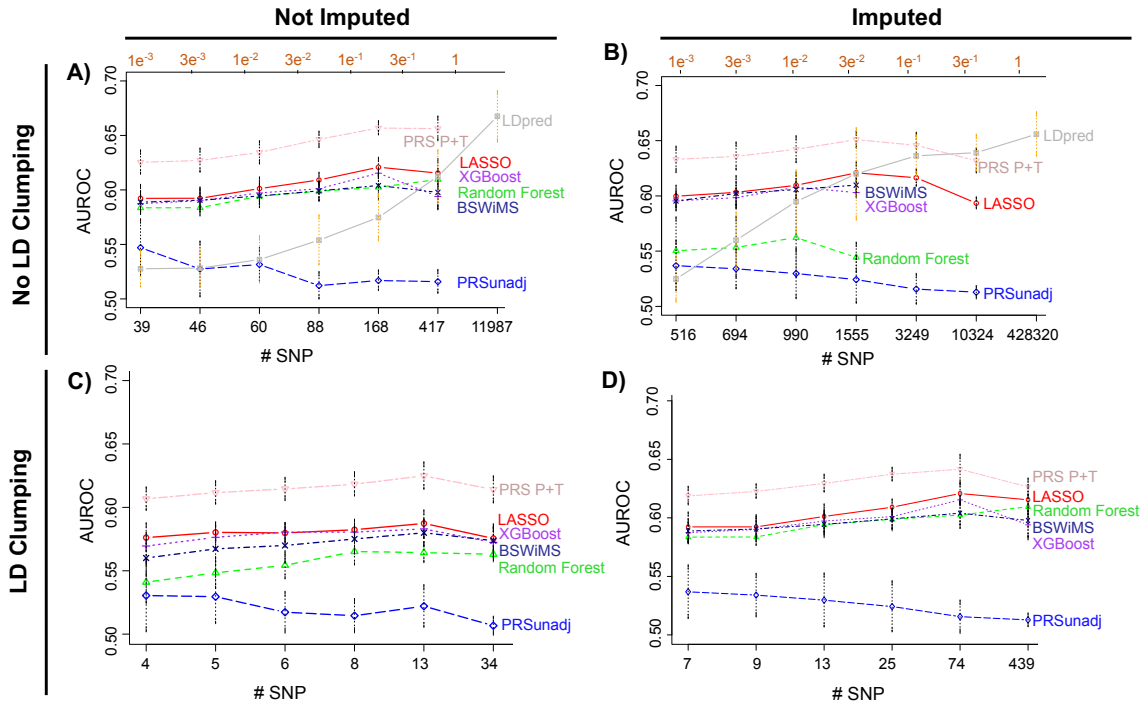 Not Imputed
Imputed
No LD Clumping
LD Clumping
A)
1e-3 3e-3 1e-2 3e-2 1e-1 3e-1 1
0.70
0.65
0.60
0.55
0.50
AUROC
LDpred
PRS P+T
LASSO
XGBoost
Random Forest
BSWiMS
PRSunadj
39 46 60 88 168 417 11987
# SNP
B)
1e-3 3e-3 1e-2 3e-2 1e-1 3e-1 1
0.70
0.65
0.60
0.55
0.50
AUROC
LDpred
PRS P+T
BSWiMS
XGBoost
LASSO
Random Forest
PRSunadj
516 694 990 1555 3249 10324 428320
# SNP
C)
0.70
0.65
0.60
0.55
0.50
AUROC
PRS P+T
LASSO
XGBoost
BSWiMS
Random Forest
PRSunadj
4 5 6 8 13 34
# SNP
D)
0.70
0.65
0.60
0.55
0.50
AUROC
PRS P+T
LASSO
Random Forest
BSWiMS
XGBoost
PRSunadj
7 9 13 25 74 439
# SNP